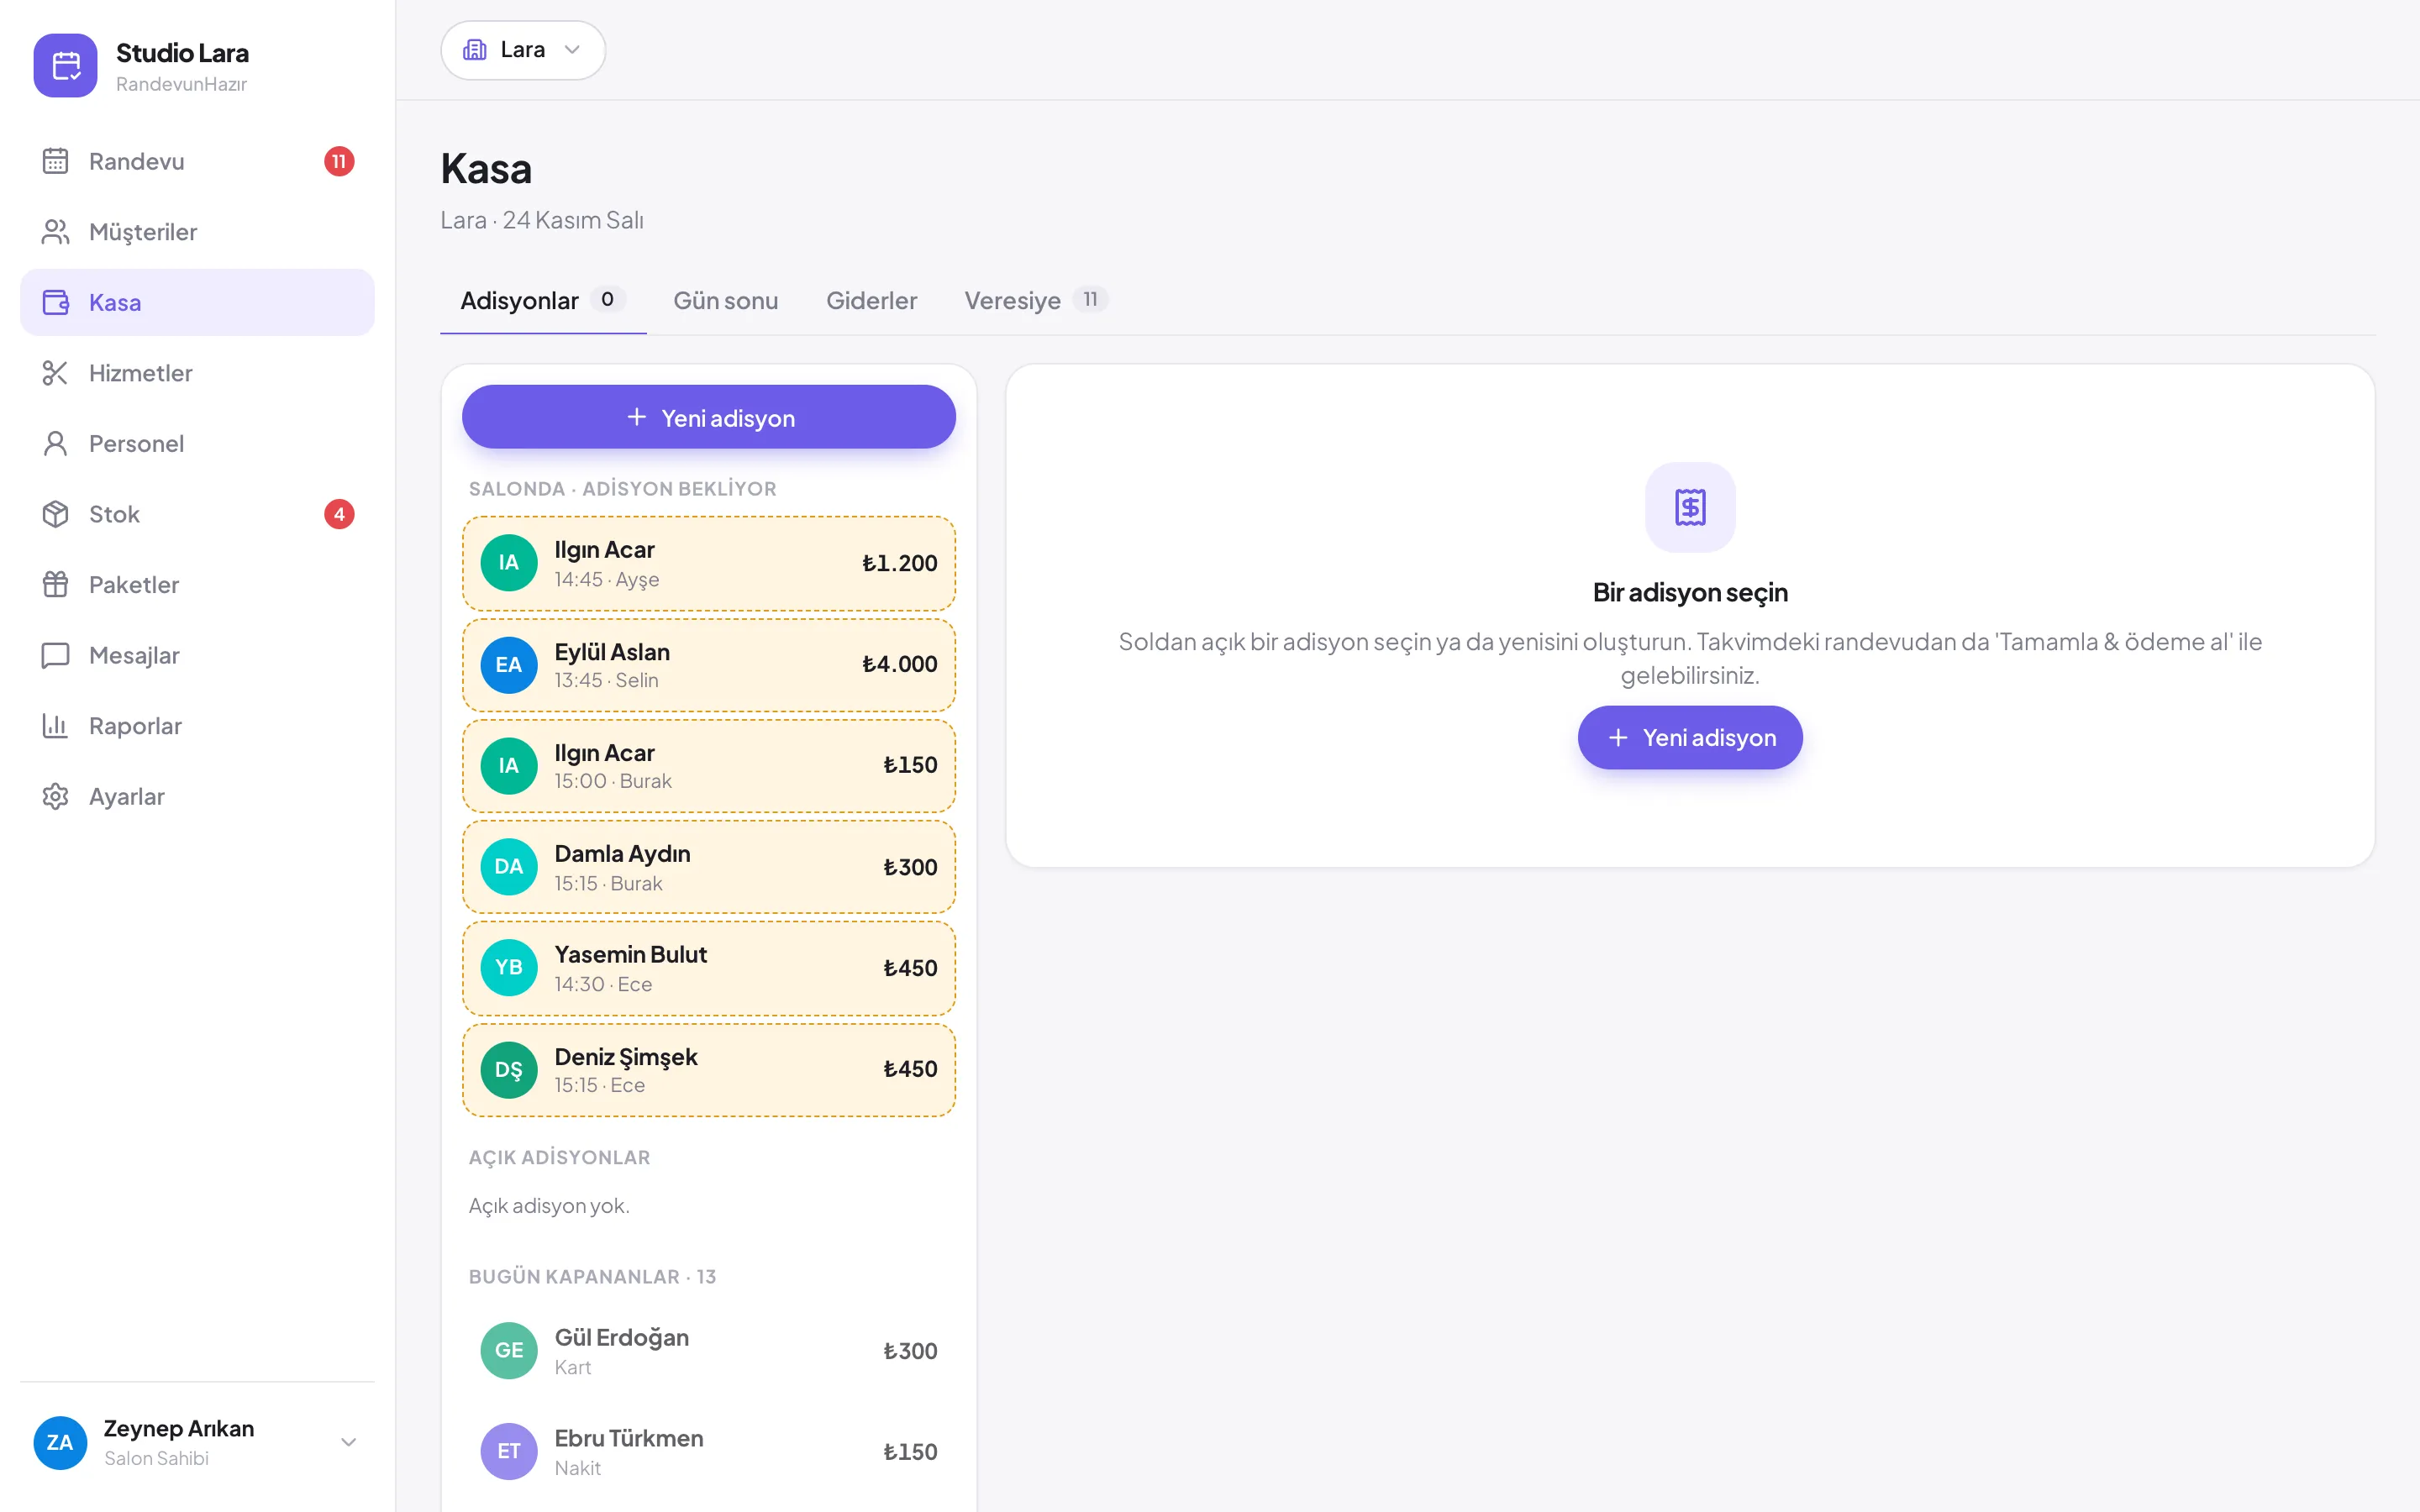 Studio Lara
RandevunHazır
Randevu 11
Müşteriler
Kasa
Hizmetler
Personel
Stok 4
Paketler
Mesajlar
Raporlar
Ayarlar
ZA
Zeynep Arıkan
Salon Sahibi
Lara
Kasa
Lara · 24 Kasım Salı
Adisyonlar 0 Gün sonu Giderler Veresiye 11
+ Yeni adisyon
SALONDA · ADİSYON BEKLİYOR
IA Ilgın Acar ₺1.200
14:45 · Ayşe
EA Eylül Aslan ₺4.000
13:45 · Selin
IA Ilgın Acar ₺150
15:00 · Burak
DA Damla Aydın ₺300
15:15 · Burak
YB Yasemin Bulut ₺450
14:30 · Ece
DŞ Deniz Şimşek ₺450
15:15 · Ece
AÇIK ADİSYONLAR
Açık adisyon yok.
BUGÜN KAPANANLAR · 13
GE Gül Erdoğan ₺300
Kart
ET Ebru Türkmen ₺150
Nakit
Bir adisyon seçin
Soldan açık bir adisyon seçin ya da yenisini oluşturun. Takvimdeki randevudan da 'Tamamla & ödeme al' ile
gelebilirsiniz.
+ Yeni adisyon